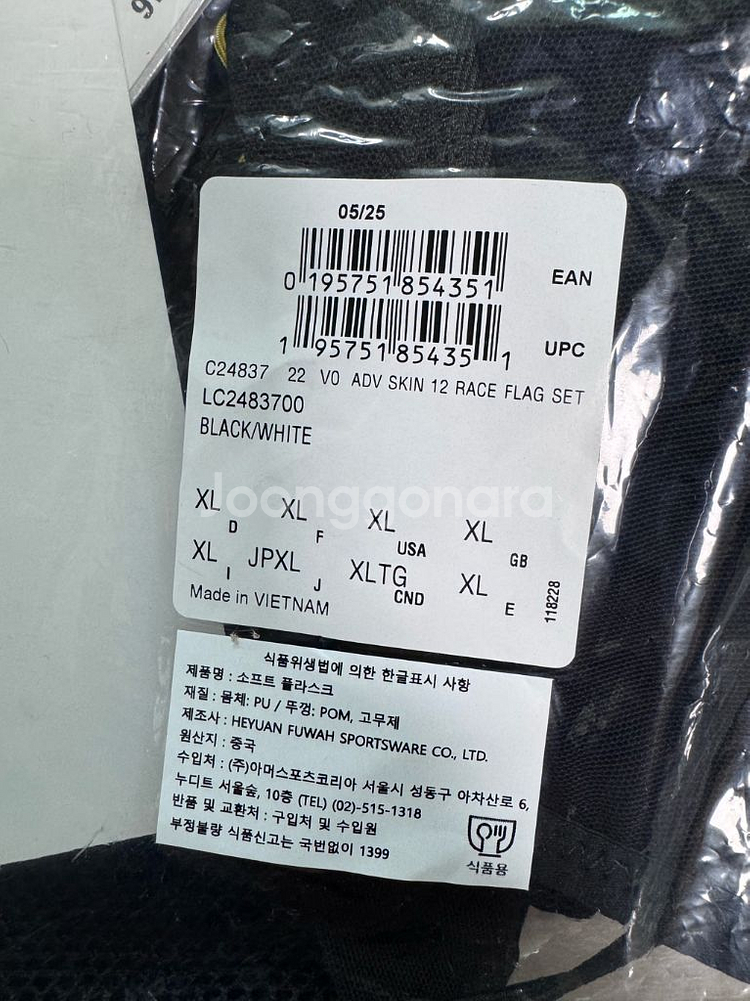 05/25
0 195751 854351
EAN
1 95751 85435 1
UPC
C24837 22 V0 ADV SKIN 12 RACE FLAG SET
LC2483700
BLACK/WHITE
Joonggonara
XL D XL F XL USA XL GB
XL I JPXL J XLTG CND XL E
118228
Made in VIETNAM
식품위생법에 의한 한글표시 사항
제품명 : 소프트 플라스크
재질 : 몸체: PU / 뚜껑: POM, 고무제
제조사 : HEYUAN FUWAH SPORTSWARE CO., LTD.
원산지 : 중국
수입처 : (주)아머스포츠코리아 서울시 성동구 아차산로 6,
누디트 서울숲, 10층 (TEL) (02)-515-1318
반품 및 교환처 : 구입처 및 수입원
부정불량 식품신고는 국번없이 1399
식품용